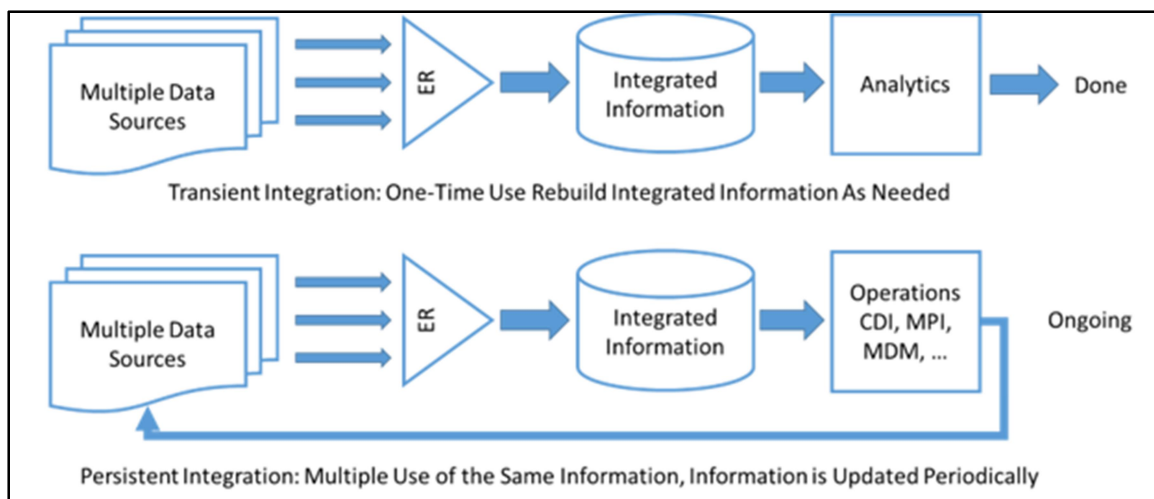 Multiple Data
Sources
ER
Integrated
Information
Analytics
Done
Transient Integration: One-Time Use Rebuild Integrated Information As Needed
Multiple Data
Sources
ER
Integrated
Information
Operations
CDI, MPI,
MDM, ...
Ongoing
Persistent Integration: Multiple Use of the Same Information, Information is Updated Periodically